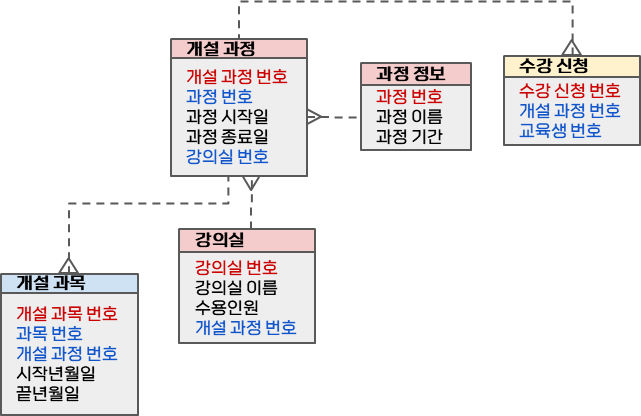 개설 과정
개설 과정 번호
과정 번호
과정 시작일
과정 종료일
강의실 번호
과정 정보
과정 번호
과정 이름
과정 기간
수강 신청
수강 신청 번호
개설 과정 번호
교육생 번호
강의실
강의실 번호
강의실 이름
수용인원
개설 과정 번호
개설 과목
개설 과목 번호
과목 번호
개설 과정 번호
시작년월일
끝년월일